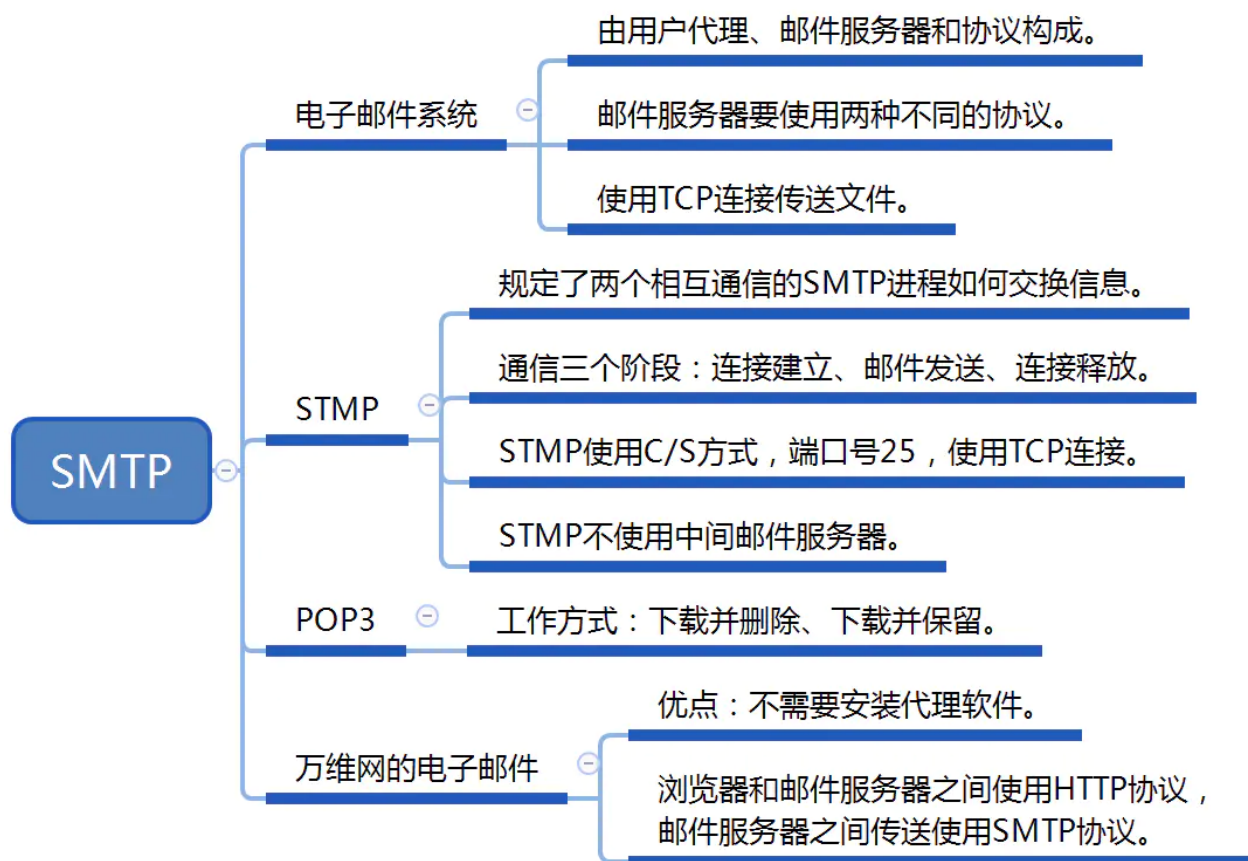 SMTP
电子邮件系统
由用户代理、邮件服务器和协议构成。
邮件服务器要使用两种不同的协议。
使用TCP连接传送文件。
STMP
规定了两个相互通信的SMTP进程如何交换信息。
通信三个阶段：连接建立、邮件发送、连接释放。
STMP使用C/S方式，端口号25，使用TCP连接。
STMP不使用中间邮件服务器。
POP3
工作方式：下载并删除、下载并保留。
万维网的电子邮件
优点：不需要安装代理软件。
浏览器和邮件服务器之间使用HTTP协议，
邮件服务器之间传送使用SMTP协议。